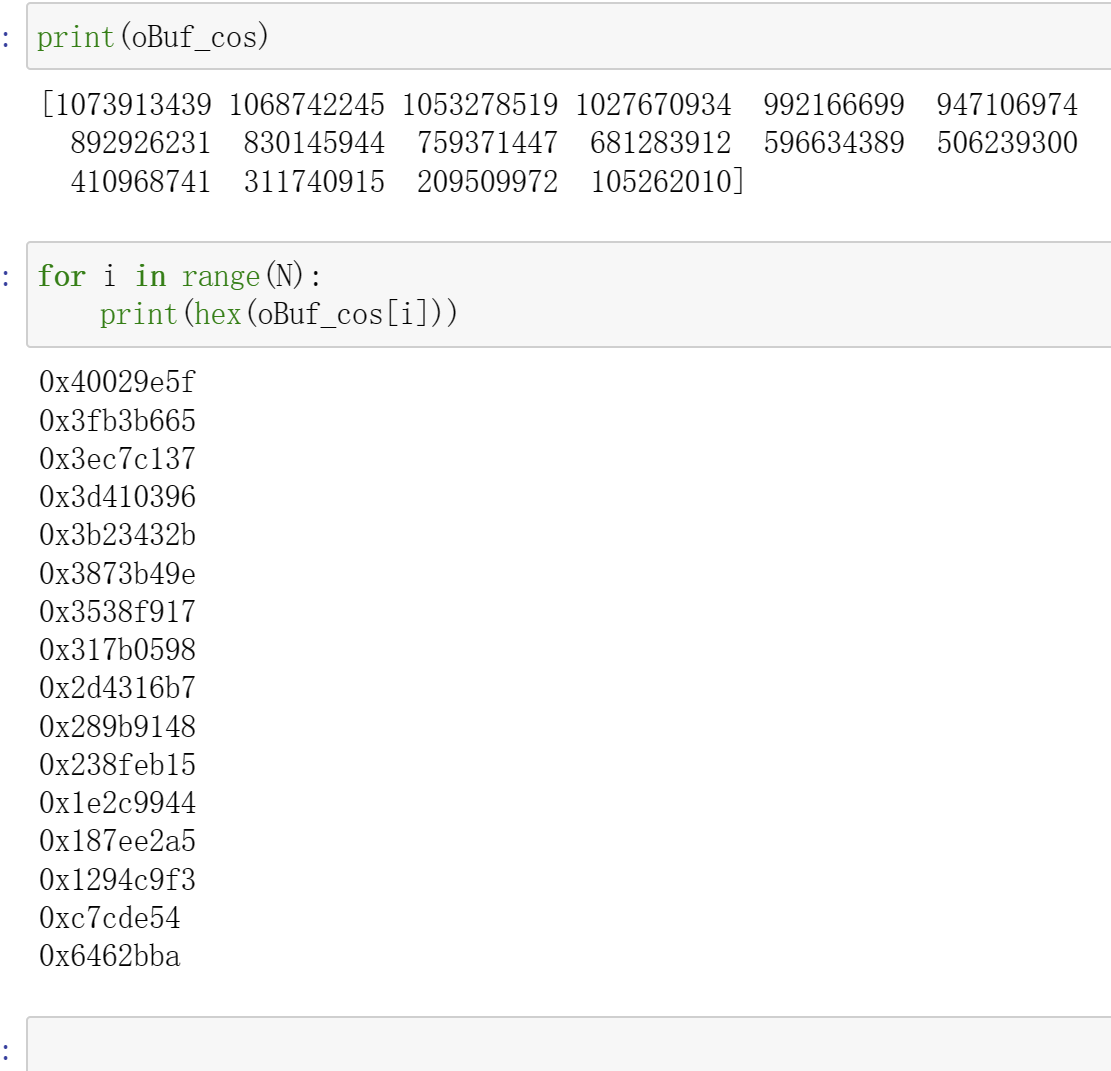 : print(oBuf_cos)
[1073913439 1068742245 1053278519 1027670934 992166699 947106974
892926231 830145944 759371447 681283912 596634389 506239300
410968741 311740915 209509972 105262010]
: for i in range(N):
print(hex(oBuf_cos[i]))
0x40029e5f
0x3fb3b665
0x3ec7c137
0x3d410396
0x3b23432b
0x3873b49e
0x3538f917
0x317b0598
0x2d4316b7
0x289b9148
0x238feb15
0x1e2c9944
0x187ee2a5
0x1294c9f3
0xc7cde54
0x6462bba
: